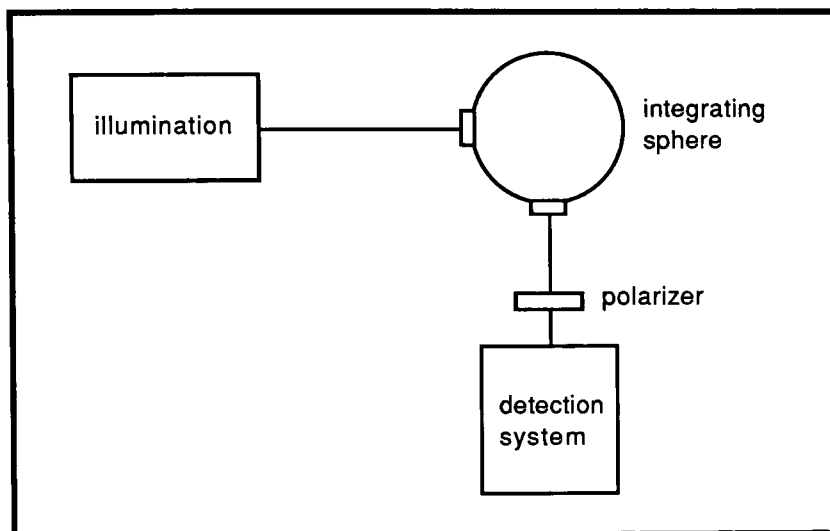 illumination
integrating
sphere
polarizer
detection
system